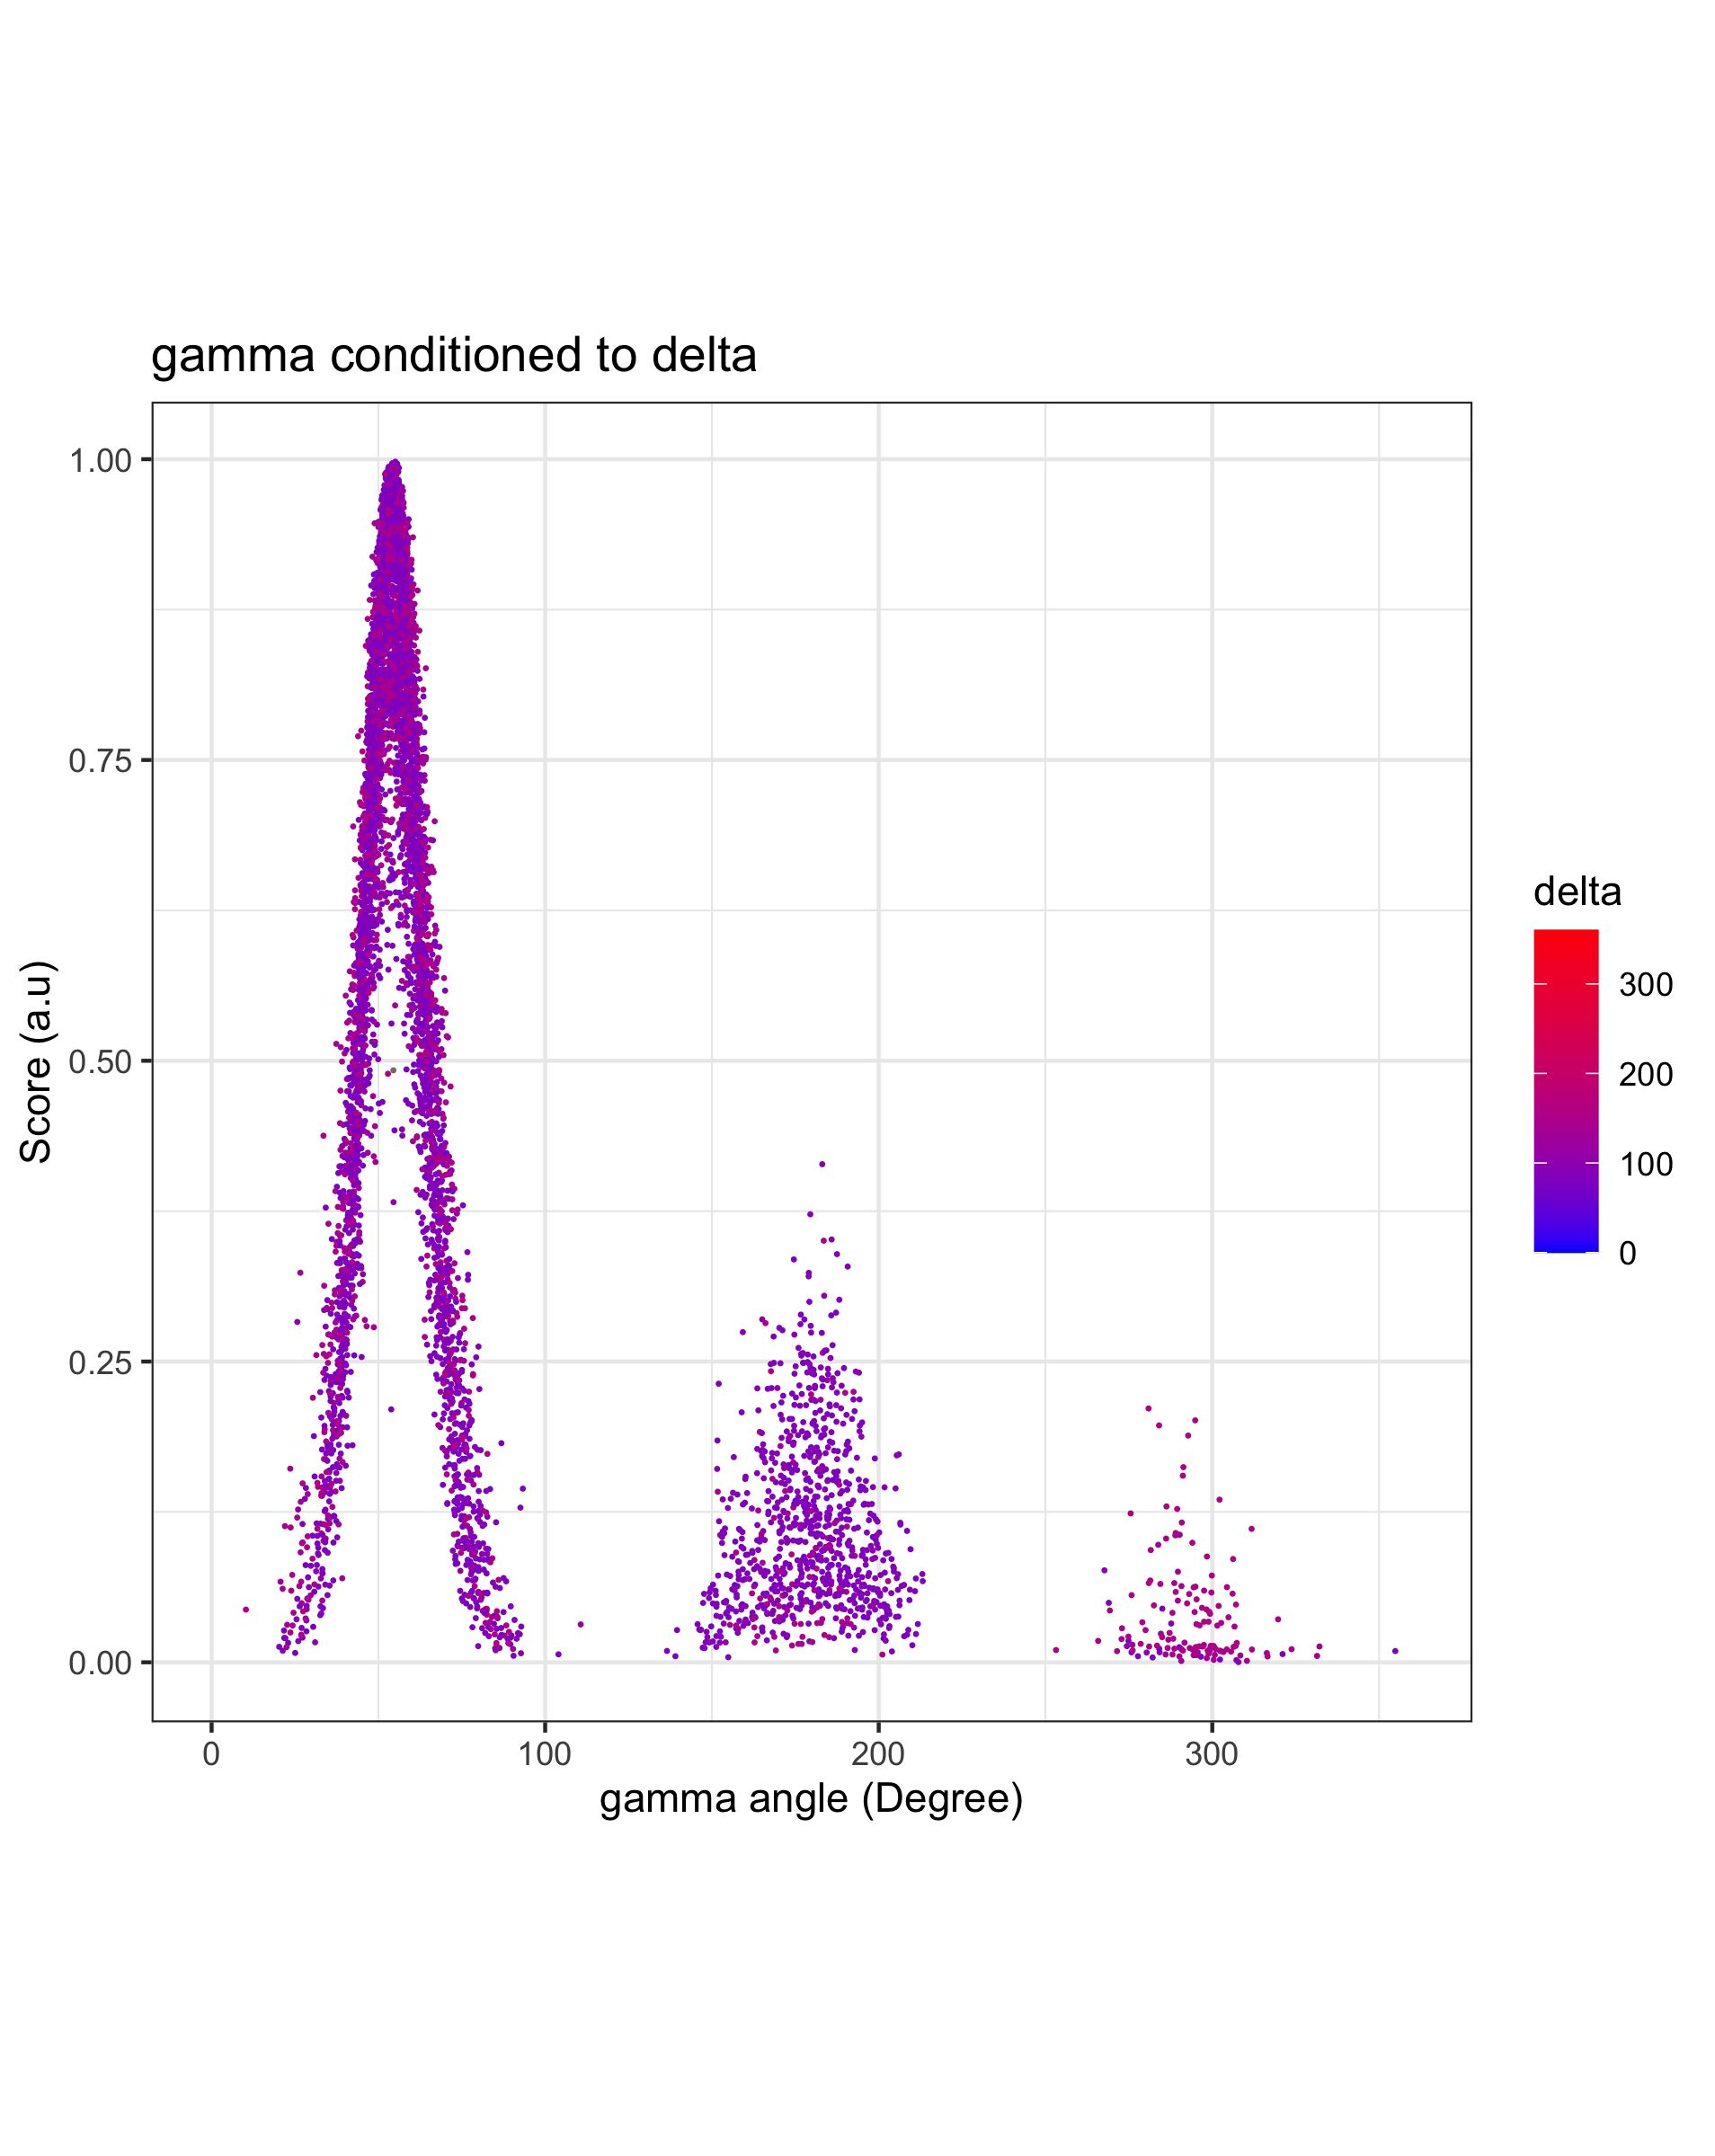 gamma conditioned to delta
1.00
0.75
0.50
0.25
0.00
Score (a.u)
0 100 200 300
gamma angle (Degree)
delta
300
200
100
0